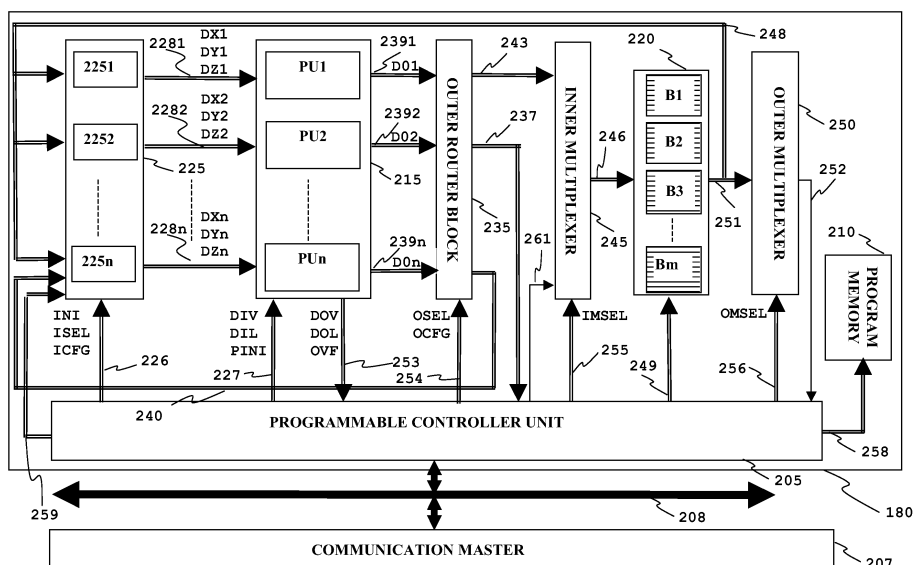 248
DX1
DY1
DZ1
2281
2391
243
220
2251
PU1
D01
B1
250
DX2
DY2
DZ2
2282
2392
237
2252
PU2
D02
B2
246
252
225
215
B3
251
235
245
261
210
DXn
DYn
DZn
228n
239n
225n
PUn
D0n
Bm
OUTER ROUTER BLOCK
INNER MULTIPLEXER
OUTER MULTIPLEXER
PROGRAM MEMORY
INI
ISEL
ICFG
DIV
DIL
PINI
DOV
DOL
OVF
OSEL
OCFG
IMSEL
OMSEL
226
227
253
254
255
249
256
240
PROGRAMMABLE CONTROLLER UNIT
258
205
259
208
180
COMMUNICATION MASTER
207